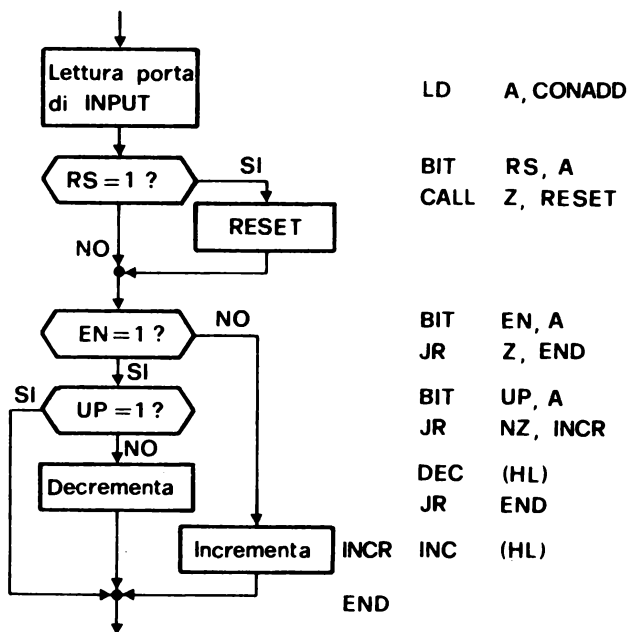 Lettura porta
di INPUT
LD A, CONADD
RS = 1 ?
SI
BIT RS, A
CALL Z, RESET
RESET
NO
EN = 1 ?
NO
BIT EN, A
JR Z, END
SI
SI
UP = 1 ?
BIT UP, A
JR NZ, INCR
NO
Decrementa
DEC (HL)
JR END
Incrementa
INCR INC (HL)
END